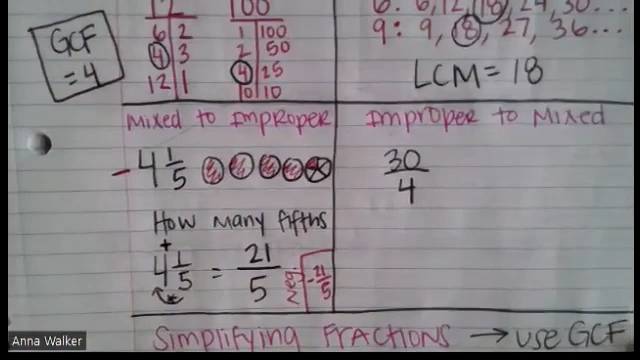 12 100
GCF
= 4
6 2
4 3
12 1
1 100
2 50
4 25
10 10
6: 6, 12, 18, 24, 30...
9: 9, 18, 27, 36...
LCM = 18
Mixed to Improper
- 4 1/5
How many fifths
+
4 1/5 = 21/5
neg.
- 21/5
Improper to Mixed
30/4
Simplifying Fractions → use GCF
Anna Walker